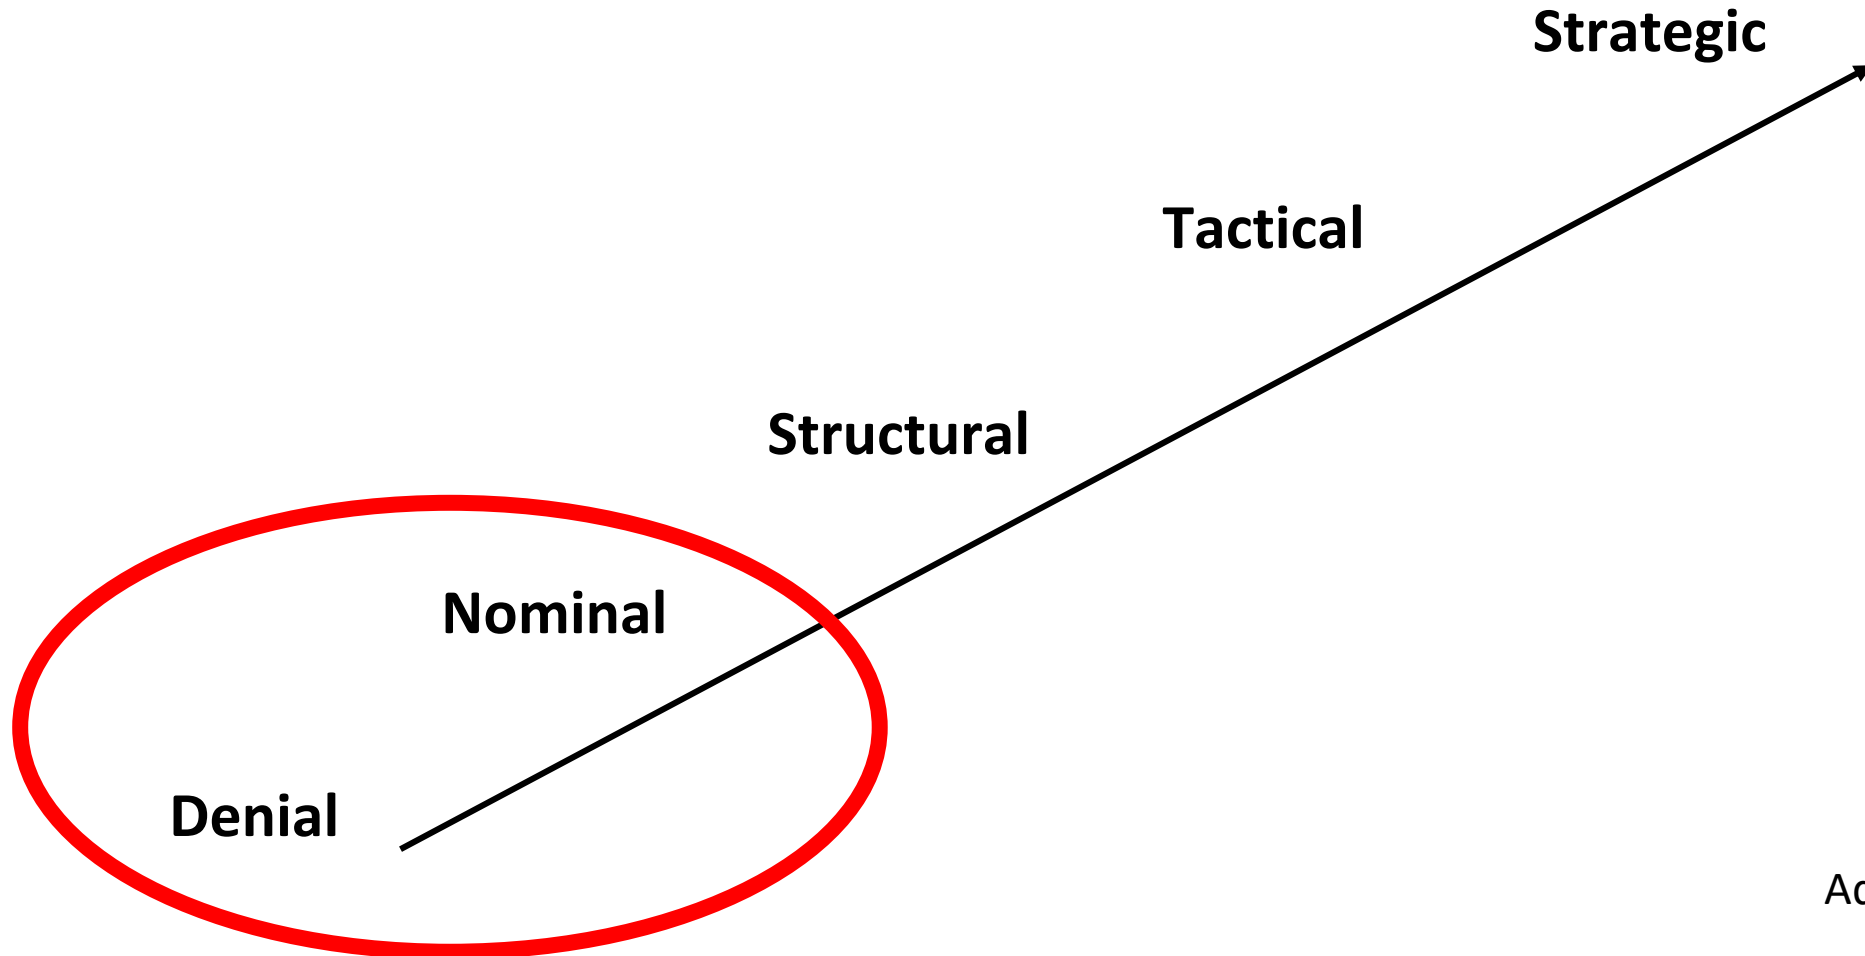 Strategic
Tactical
Structural
Nominal
Denial